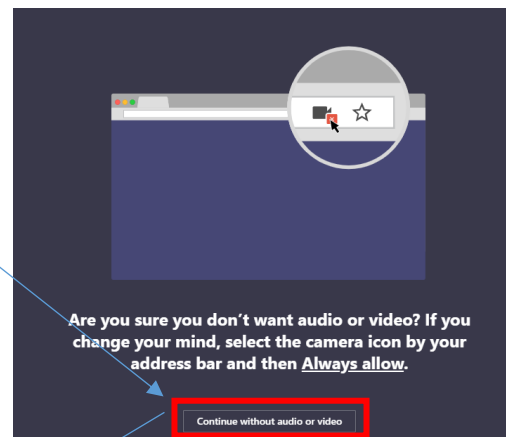 Are you sure you don´t want audio or video? If you
change your mind, select the camera icon by your
address bar and then Always allow.
Continue without audio or video